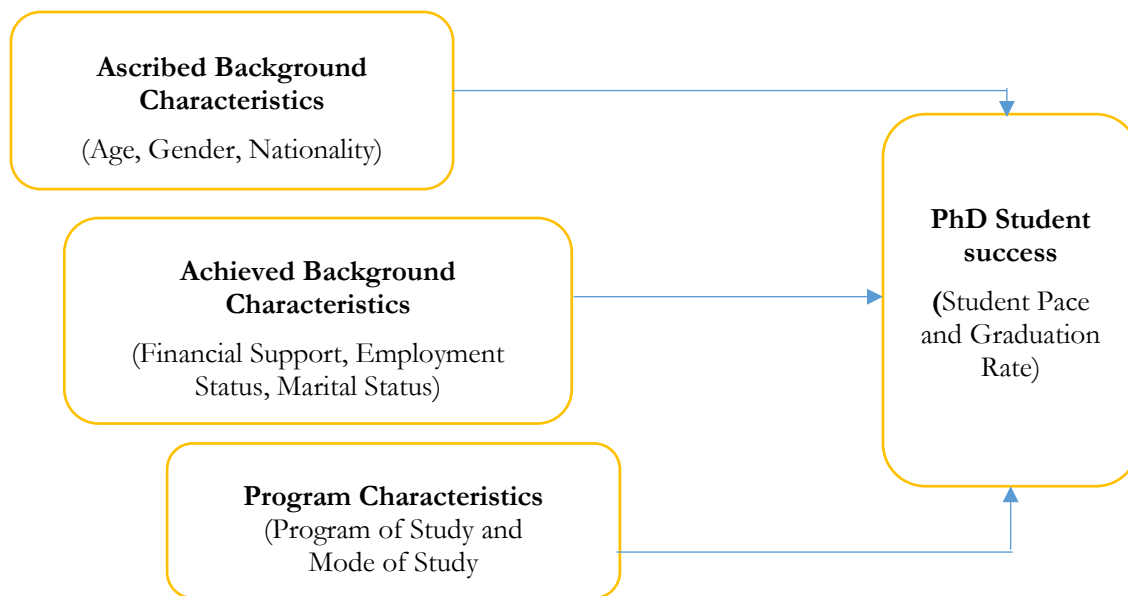 Ascribed Background
Characteristics
(Age, Gender, Nationality)
Achieved Background
Characteristics
(Financial Support, Employment
Status, Marital Status)
Program Characteristics
(Program of Study and
Mode of Study
PhD Student
success
(Student Pace
and Graduation
Rate)